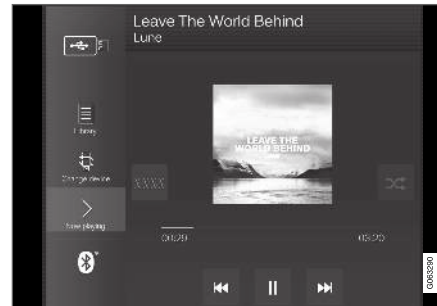 Leave The World Behind
Lune
Library
Change device
Now playing
LEAVE THE
WORLD BEHIND
00:29
03:20
G063290